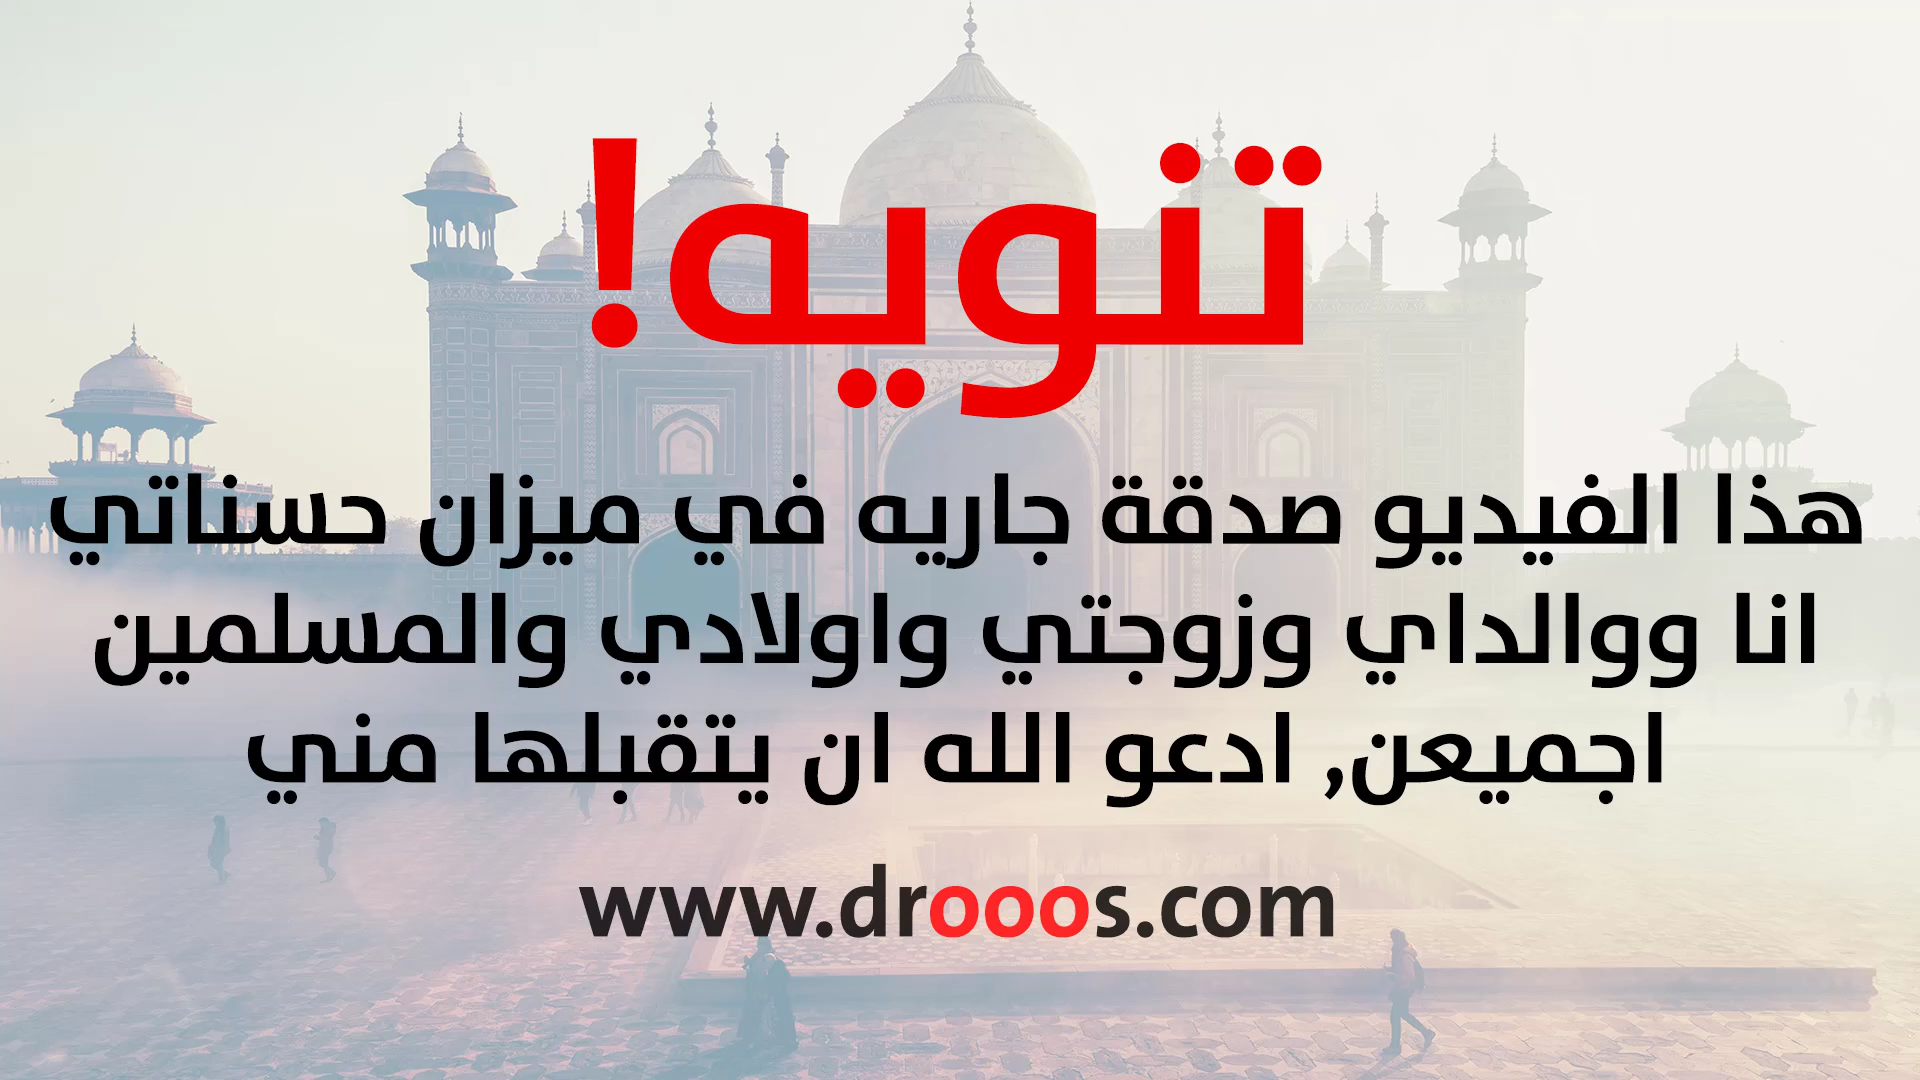 تنويه!
هذا الفيديو صدقة جاريه في ميزان حسناتي
انا ووالداي وزوجتي واولادي والمسلمين
اجميعن, ادعو الله ان يتقبلها مني
www.drooos.com